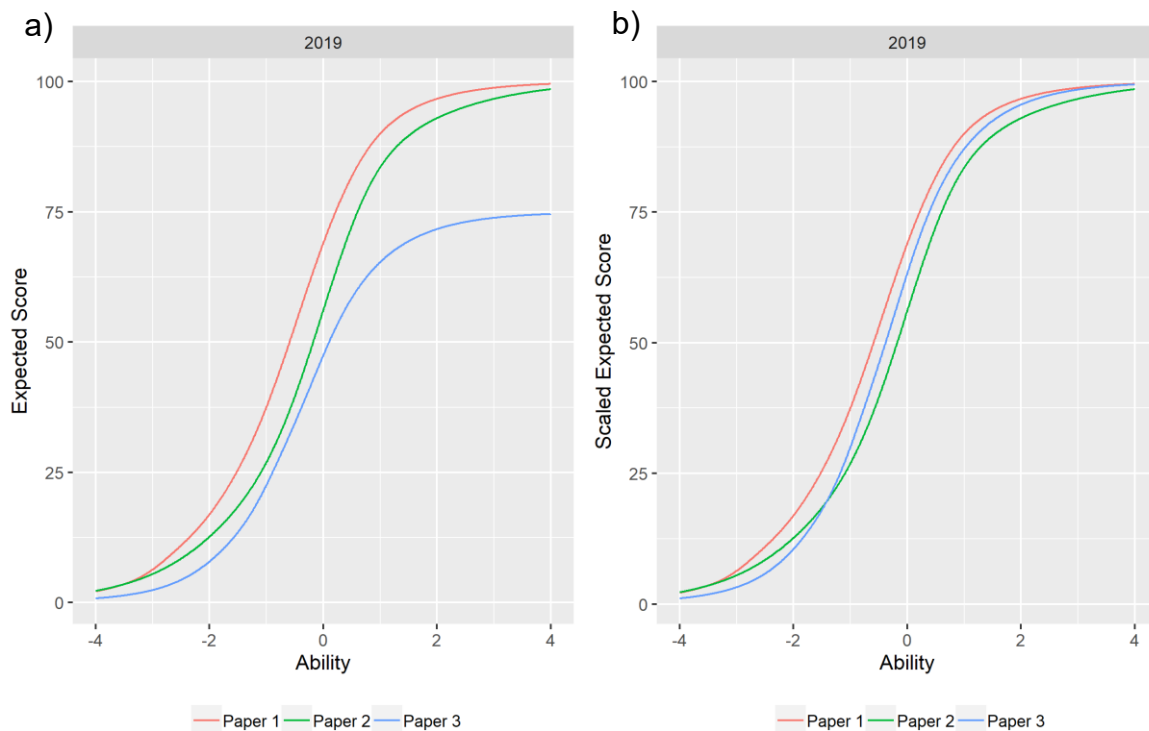 a)
2019
Expected Score
100
75
50
25
0
-4 -2 0 2 4
Ability
Paper 1 Paper 2 Paper 3
b)
2019
Scaled Expected Score
100
75
50
25
0
-4 -2 0 2 4
Ability
Paper 1 Paper 2 Paper 3